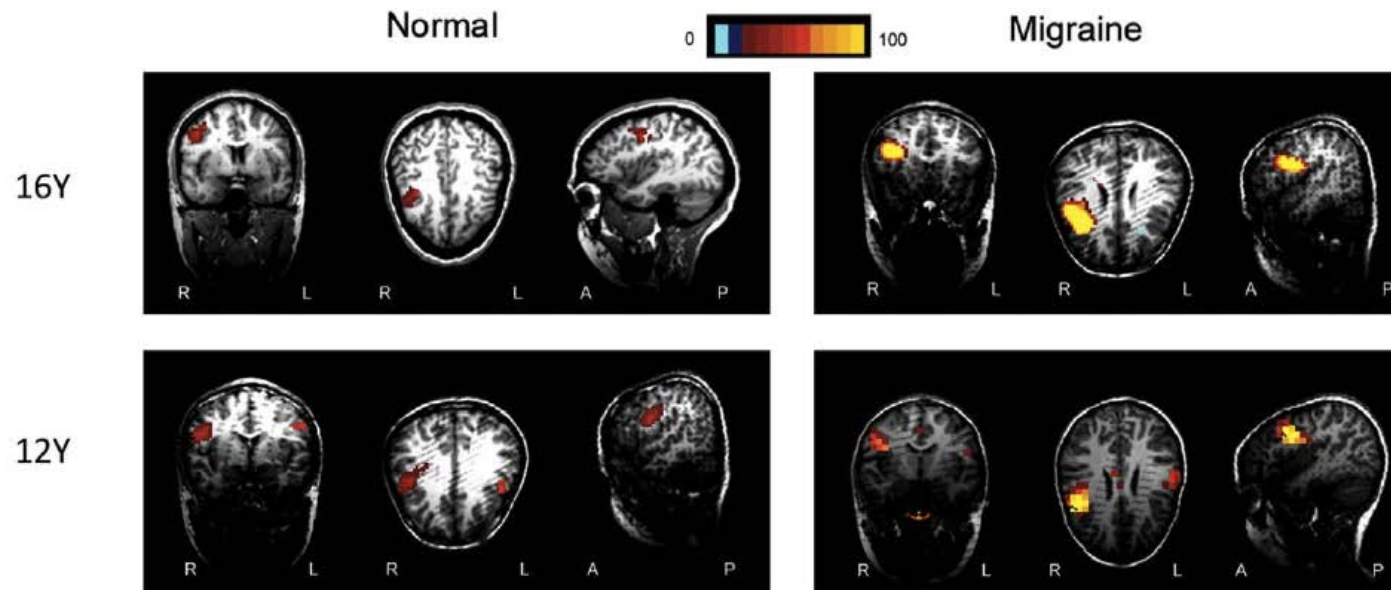 Normal
0 100
Migraine
16Y
R L R L A P
R L R L A P
12Y
R L R L A P
R L R L A P